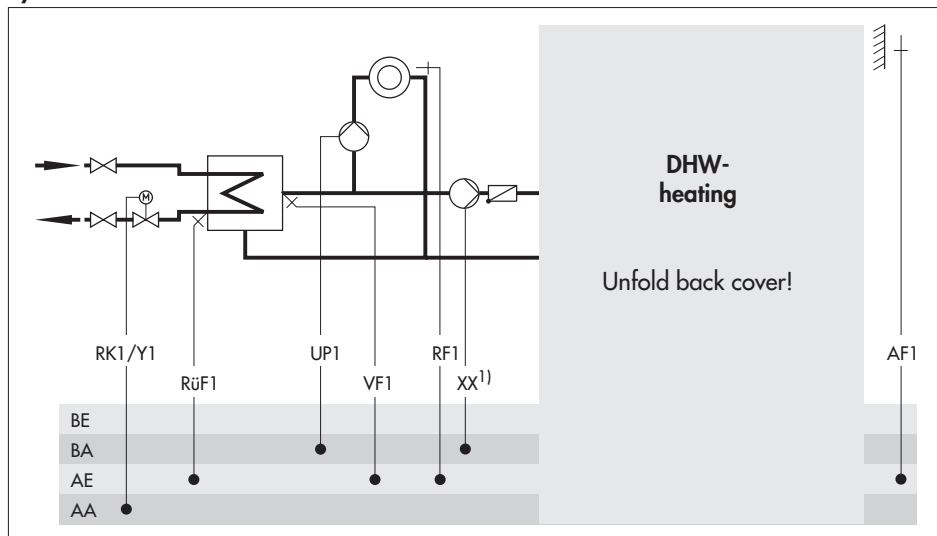 M
DHW-
heating
Unfold back cover!
RK1/Y1
UP1
RF1
AF1
RüF1
VF1
XX1)
BE
BA
AE
AA